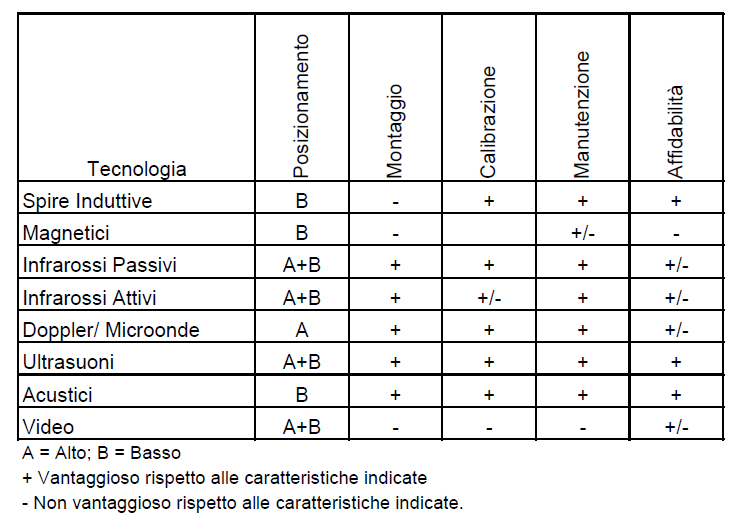 Tecnologia Posizionamento Montaggio Calibrazione Manutenzione Affidabilità
Spire Induttive B - + + +
Magnetici B - +/- -
Infrarossi Passivi A+B + + + +/-
Infrarossi Attivi A+B + +/- + +/-
Doppler/ Microonde A + + + +/-
Ultrasuoni A+B + + + +
Acustici B + + + +
Video A+B - - - +/-
A = Alto; B = Basso
+ Vantaggioso rispetto alle caratteristiche indicate
- Non vantaggioso rispetto alle caratteristiche indicate.